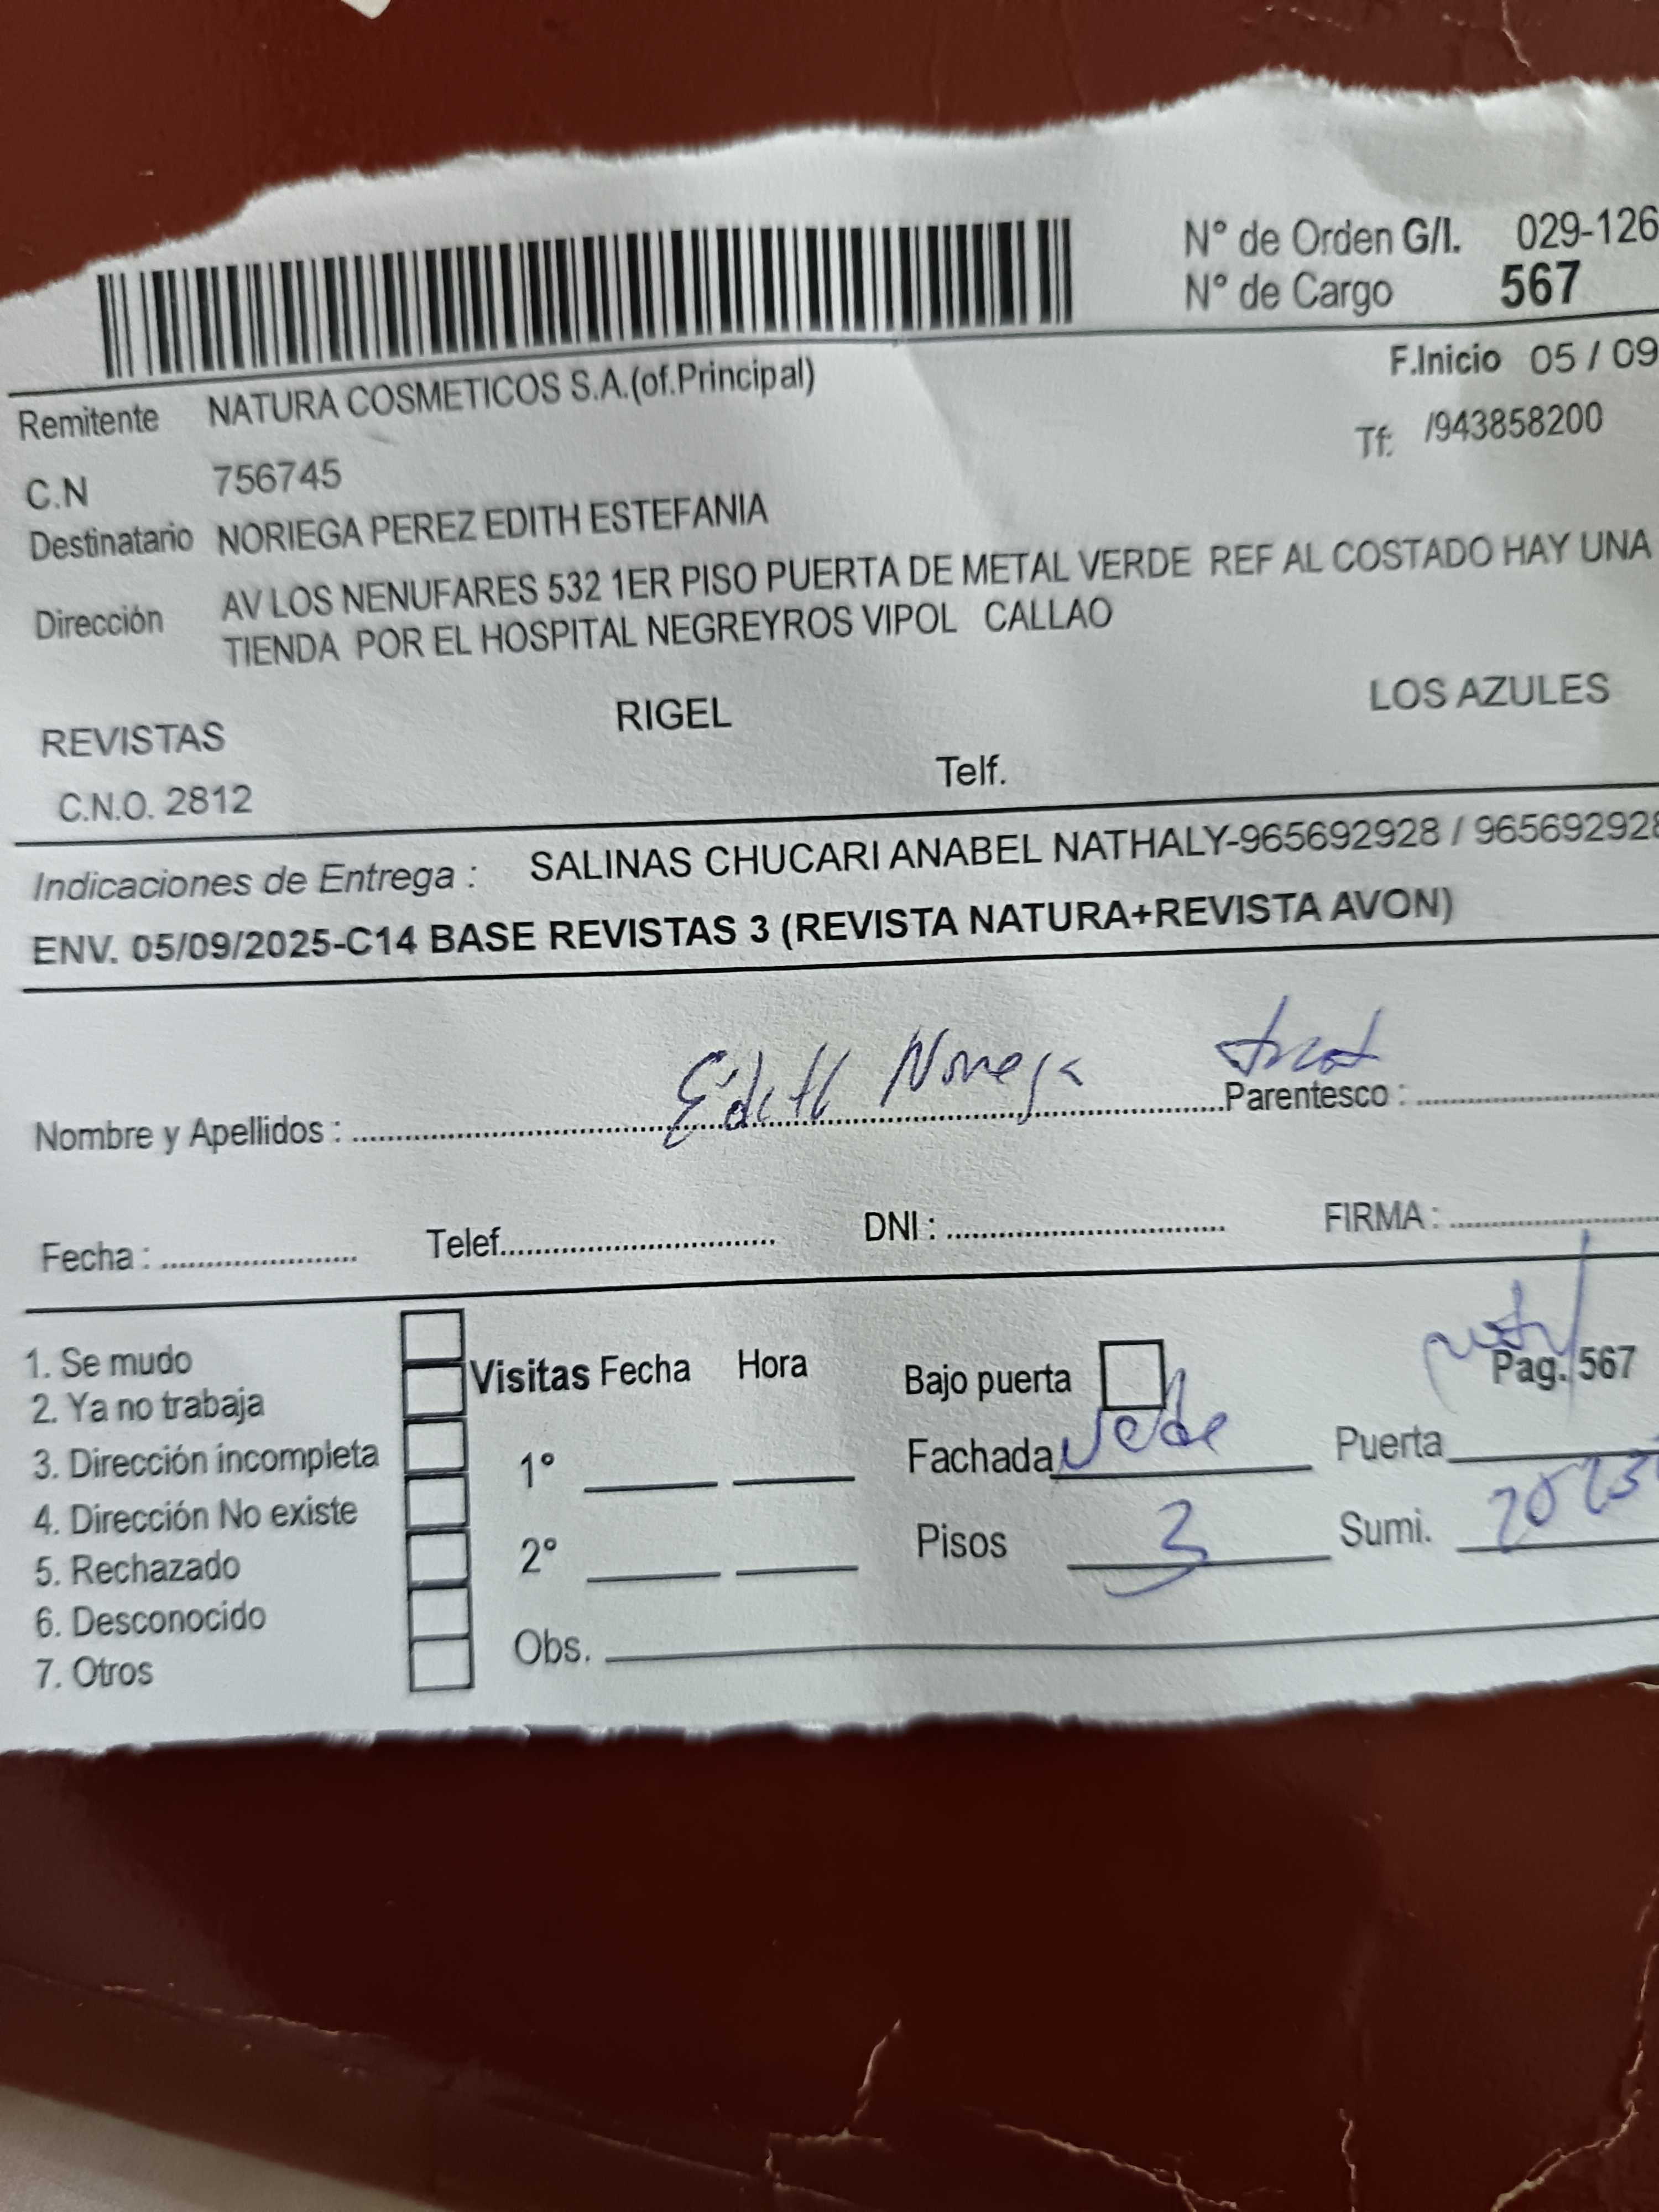 N° de Orden G/I. 029-126
N° de Cargo 567
Remitente NATURA COSMETICOS S.A.(of.Principal) F.Inicio 05 / 09
C.N 756745 Tf: /943858200
Destinatario NORIEGA PEREZ EDITH ESTEFANIA
Dirección AV LOS NENUFARES 532 1ER PISO PUERTA DE METAL VERDE REF AL COSTADO HAY UNA
TIENDA POR EL HOSPITAL NEGREYROS VIPOL CALLAO
REVISTAS RIGEL LOS AZULES
C.N.O. 2812 Telf.
Indicaciones de Entrega : SALINAS CHUCARI ANABEL NATHALY-965692928 / 965692928
ENV. 05/09/2025-C14 BASE REVISTAS 3 (REVISTA NATURA+REVISTA AVON)
Nombre y Apellidos : Edith Noriega Parentesco :
Fecha : Telef. DNI : FIRMA :
1. Se mudo
2. Ya no trabaja
3. Dirección incompleta
4. Dirección No existe
5. Rechazado
6. Desconocido
7. Otros
Visitas Fecha Hora
1°
2°
Obs.
Bajo puerta Pag. 567
Fachada Puerta
Pisos 3 Sumi.